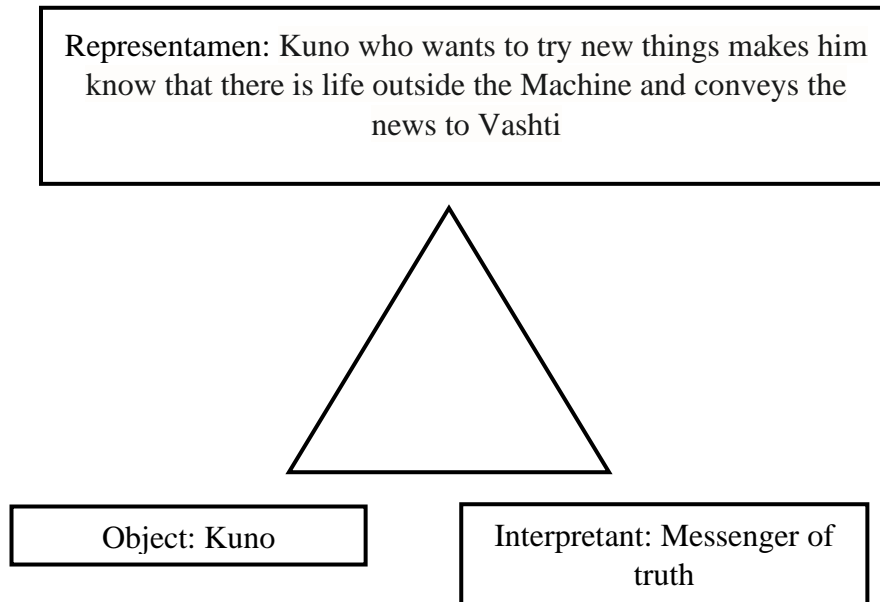 Representamen: Kuno who wants to try new things makes him
know that there is life outside the Machine and conveys the
news to Vashti
Object: Kuno
Interpretant: Messenger of
truth